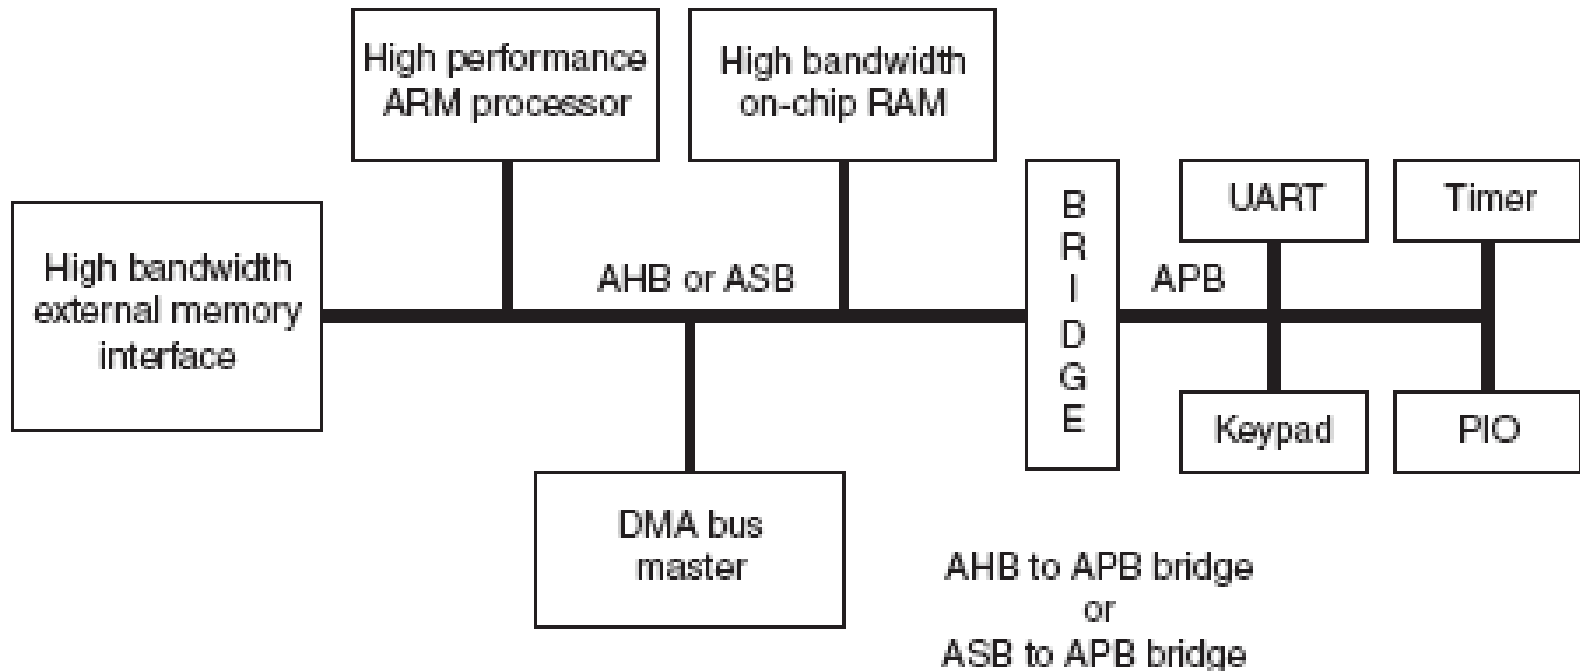 High performance
ARM processor
High bandwidth
on-chip RAM
High bandwidth
external memory
interface
AHB or ASB
B
R
I
D
G
E
APB
UART
Timer
Keypad
PIO
DMA bus
master
AHB to APB bridge
or
ASB to APB bridge